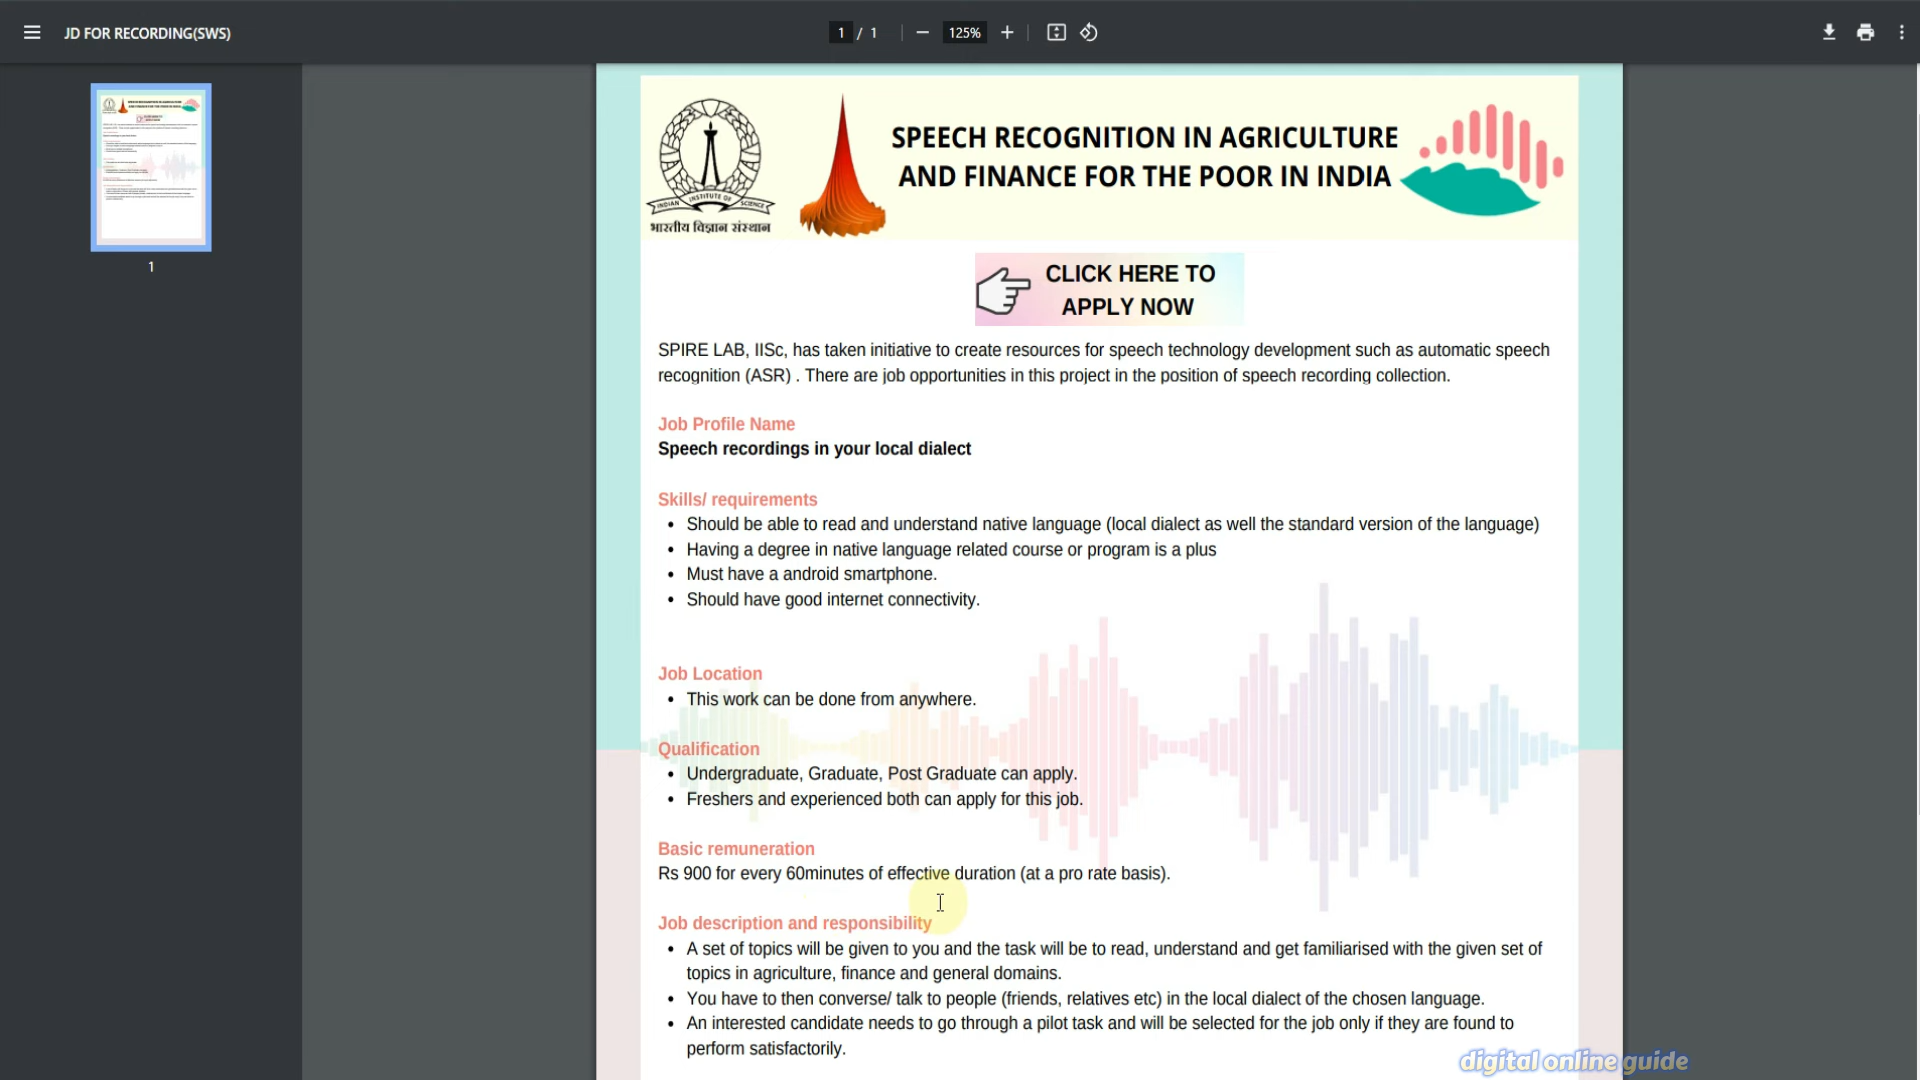 JD FOR RECORDING(SWS)
1 / 1
125%
1
INDIAN INSTITUTE OF SCIENCE
भारतीय विज्ञान संस्थान
SPEECH RECOGNITION IN AGRICULTURE
AND FINANCE FOR THE POOR IN INDIA
CLICK HERE TO
APPLY NOW
SPIRE LAB, IISc, has taken initiative to create resources for speech technology development such as automatic speech
recognition (ASR) . There are job opportunities in this project in the position of speech recording collection.
Job Profile Name
Speech recordings in your local dialect
Skills/ requirements
• Should be able to read and understand native language (local dialect as well the standard version of the language)
• Having a degree in native language related course or program is a plus
• Must have a android smartphone.
• Should have good internet connectivity.
Job Location
• This work can be done from anywhere.
Qualification
• Undergraduate, Graduate, Post Graduate can apply.
• Freshers and experienced both can apply for this job.
Basic remuneration
Rs 900 for every 60minutes of effective duration (at a pro rate basis).
Job description and responsibility
• A set of topics will be given to you and the task will be to read, understand and get familiarised with the given set of
topics in agriculture, finance and general domains.
• You have to then converse/ talk to people (friends, relatives etc) in the local dialect of the chosen language.
• An interested candidate needs to go through a pilot task and will be selected for the job only if they are found to
perform satisfactorily.
digital online guide